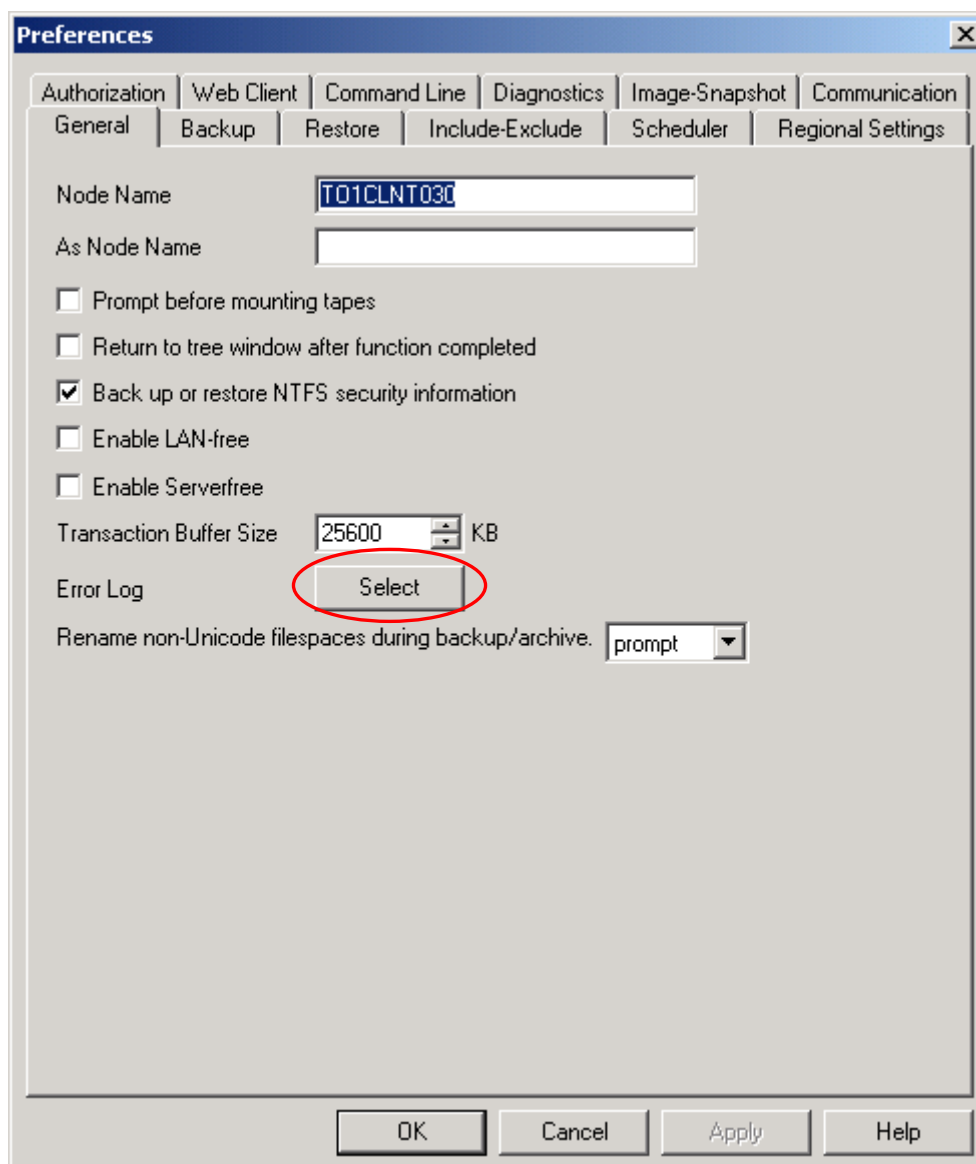 Preferences
Authorization Web Client Command Line Diagnostics Image-Snapshot Communication
General Backup Restore Include-Exclude Scheduler Regional Settings
Node Name TO1CLNT030
As Node Name
Prompt before mounting tapes
Return to tree window after function completed
Back up or restore NTFS security information
Enable LAN-free
Enable Serverfree
Transaction Buffer Size 25600 KB
Error Log Select
Rename non-Unicode filespaces during backup/archive. prompt
OK Cancel Apply Help